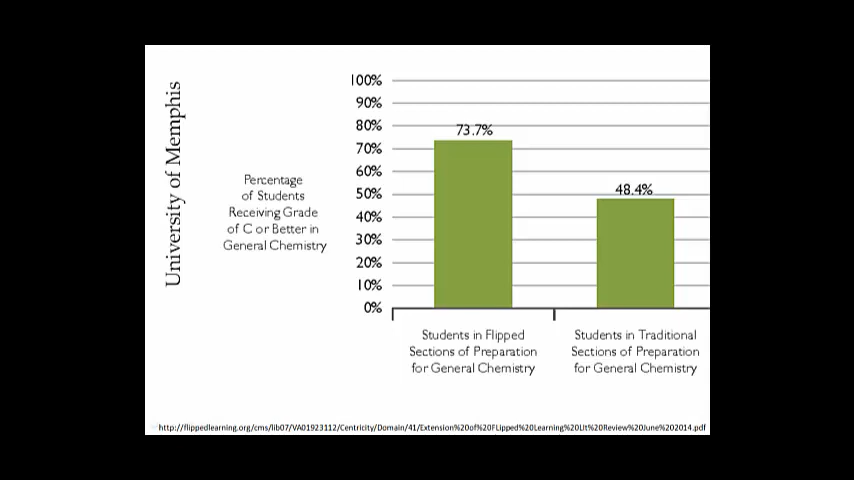 University of Memphis
Percentage
of Students
Receiving Grade
of C or Better in
General Chemistry
100%
90%
80%
70%
60%
50%
40%
30%
20%
10%
0%
73.7%
48.4%
Students in Flipped
Sections of Preparation
for General Chemistry
Students in Traditional
Sections of Preparation
for General Chemistry
http://flippedlearning.org/cms/lib07/VA01923112/Centricity/Domain/41/Extension%20of%20FLipped%20Learning%20Lit%20Review%20June%202014.pdf